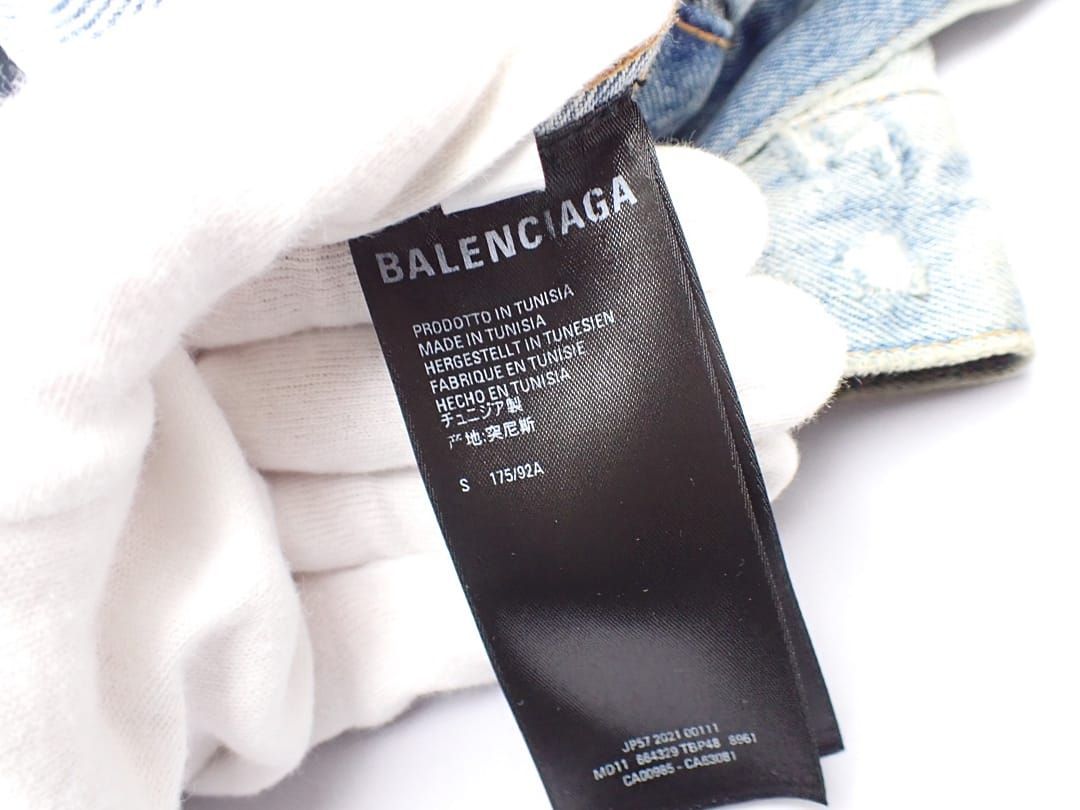 BALENCIAGA
PRODOTTO IN TUNISIA
MADE IN TUNISIA
HERGESTELLT IN TUNESIEN
FABRIQUE EN TUNISIE
HECHO EN TUNISIA
チュニジア製
产地:突尼斯
S 175/92A
JP57 2021 00111
MD11 664329 TBP48 8961
CA00965 - CA63081